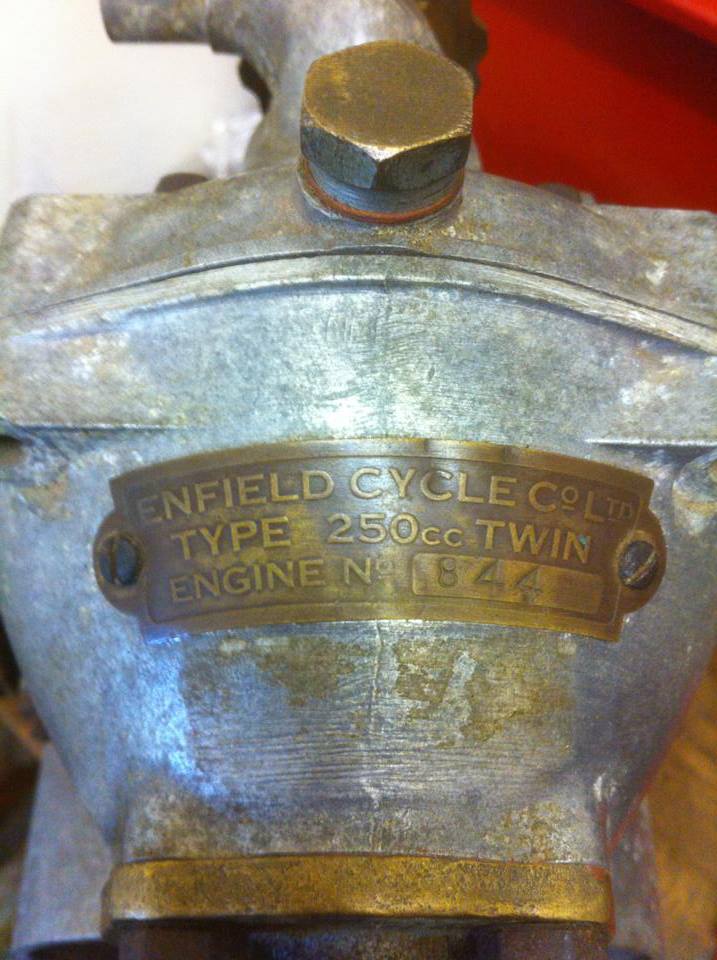 ENFIELD CYCLE Co LTD
TYPE 250cc TWIN
ENGINE No 844